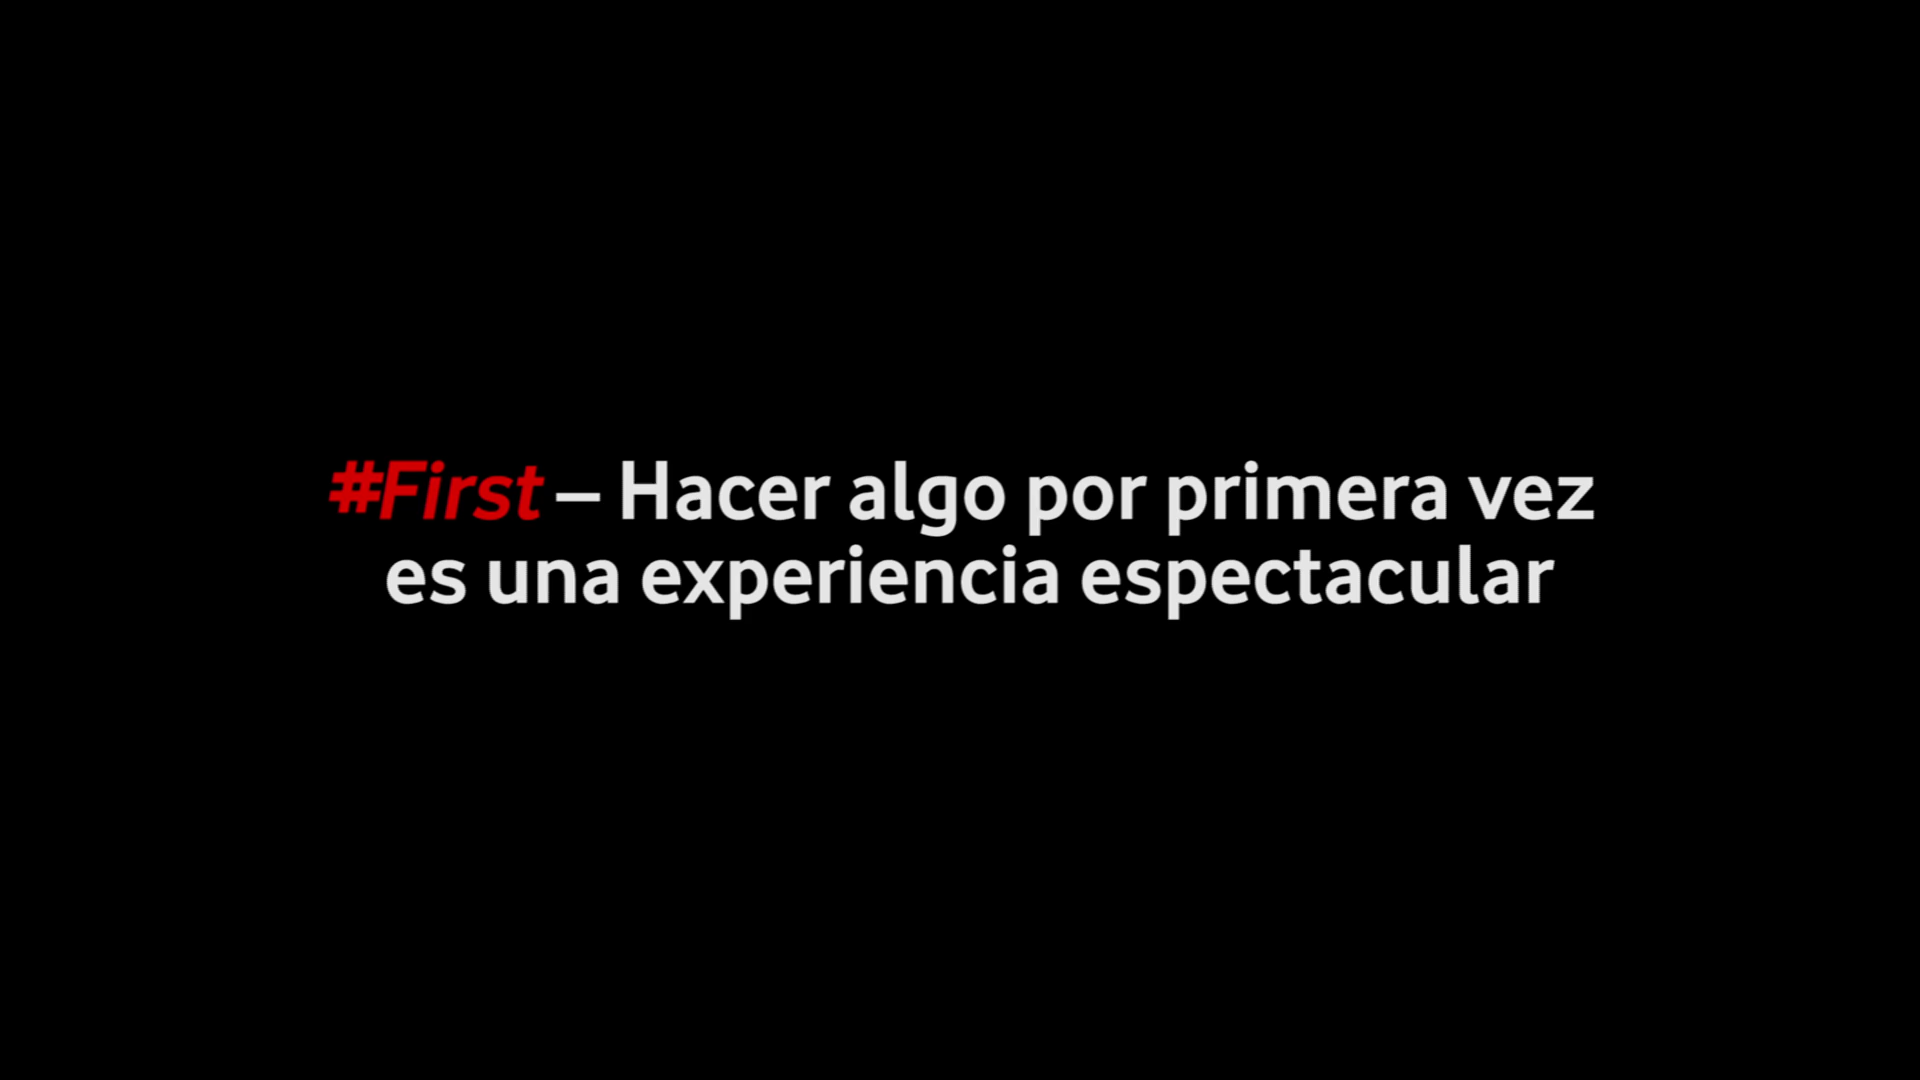 #First – Hacer algo por primera vez
es una experiencia espectacular